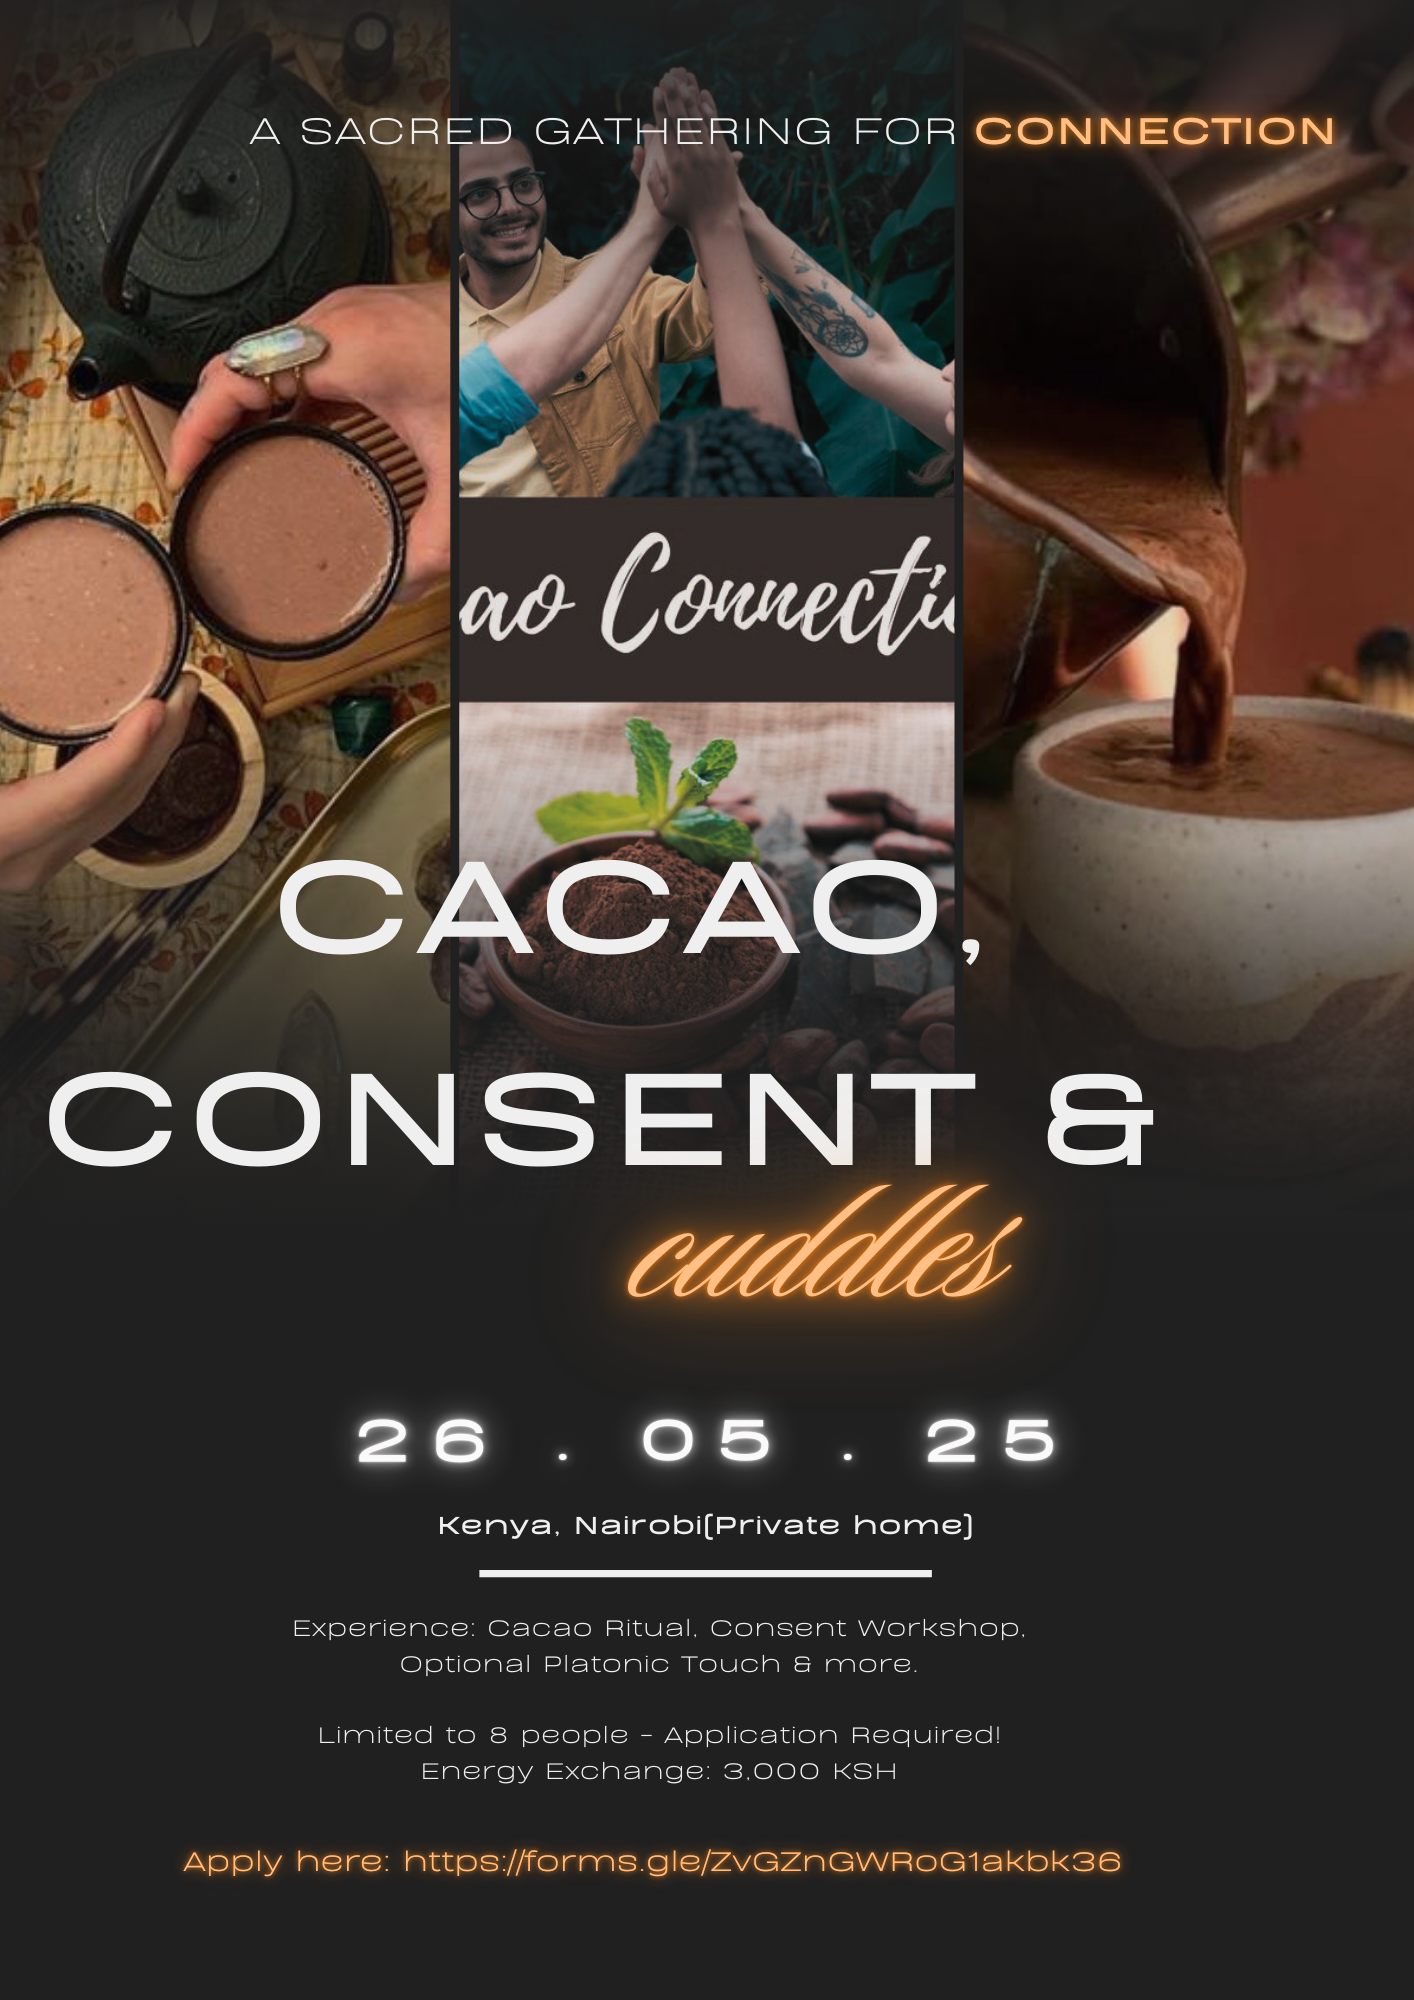 A SACRED GATHERING FOR CONNECTION
ao Connecti
CACAO,
CONSENT &
cuddles
26 . 05 . 25
Kenya, Nairobi(Private home)
Experience: Cacao Ritual, Consent Workshop,
Optional Platonic Touch & more.
Limited to 8 people – Application Required!
Energy Exchange: 3,000 KSH
Apply here: https://forms.gle/ZvGZnGWRoG1akbk36